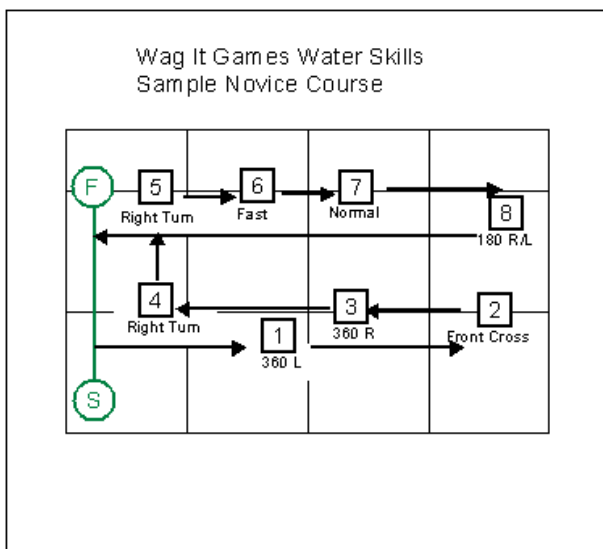 Wag It Games Water Skills
Sample Novice Course
F
5
6
7
Right Turn
Fast
Normal
8
180 R/L
4
3
2
Right Turn
1
360 R
Front Cross
360 L
S